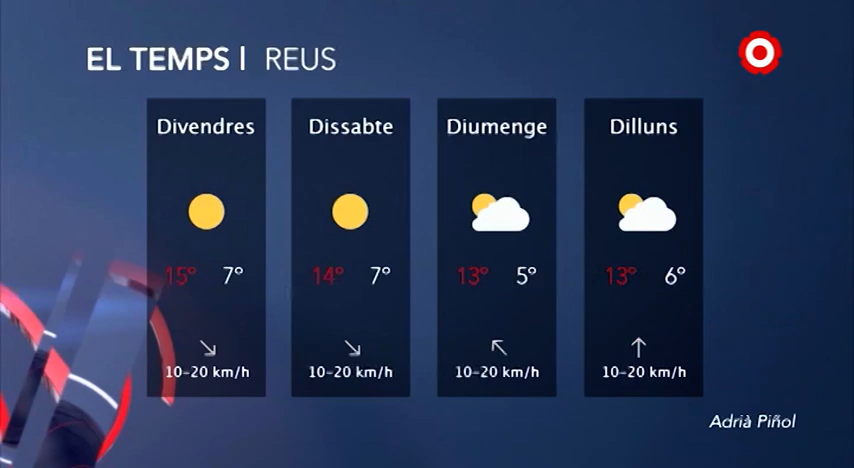 EL TEMPS | REUS
Divendres
15° 7°
10-20 km/h
Dissabte
14° 7°
10-20 km/h
Diumenge
13° 5°
10-20 km/h
Dilluns
13° 6°
10-20 km/h
Adrià Piñol